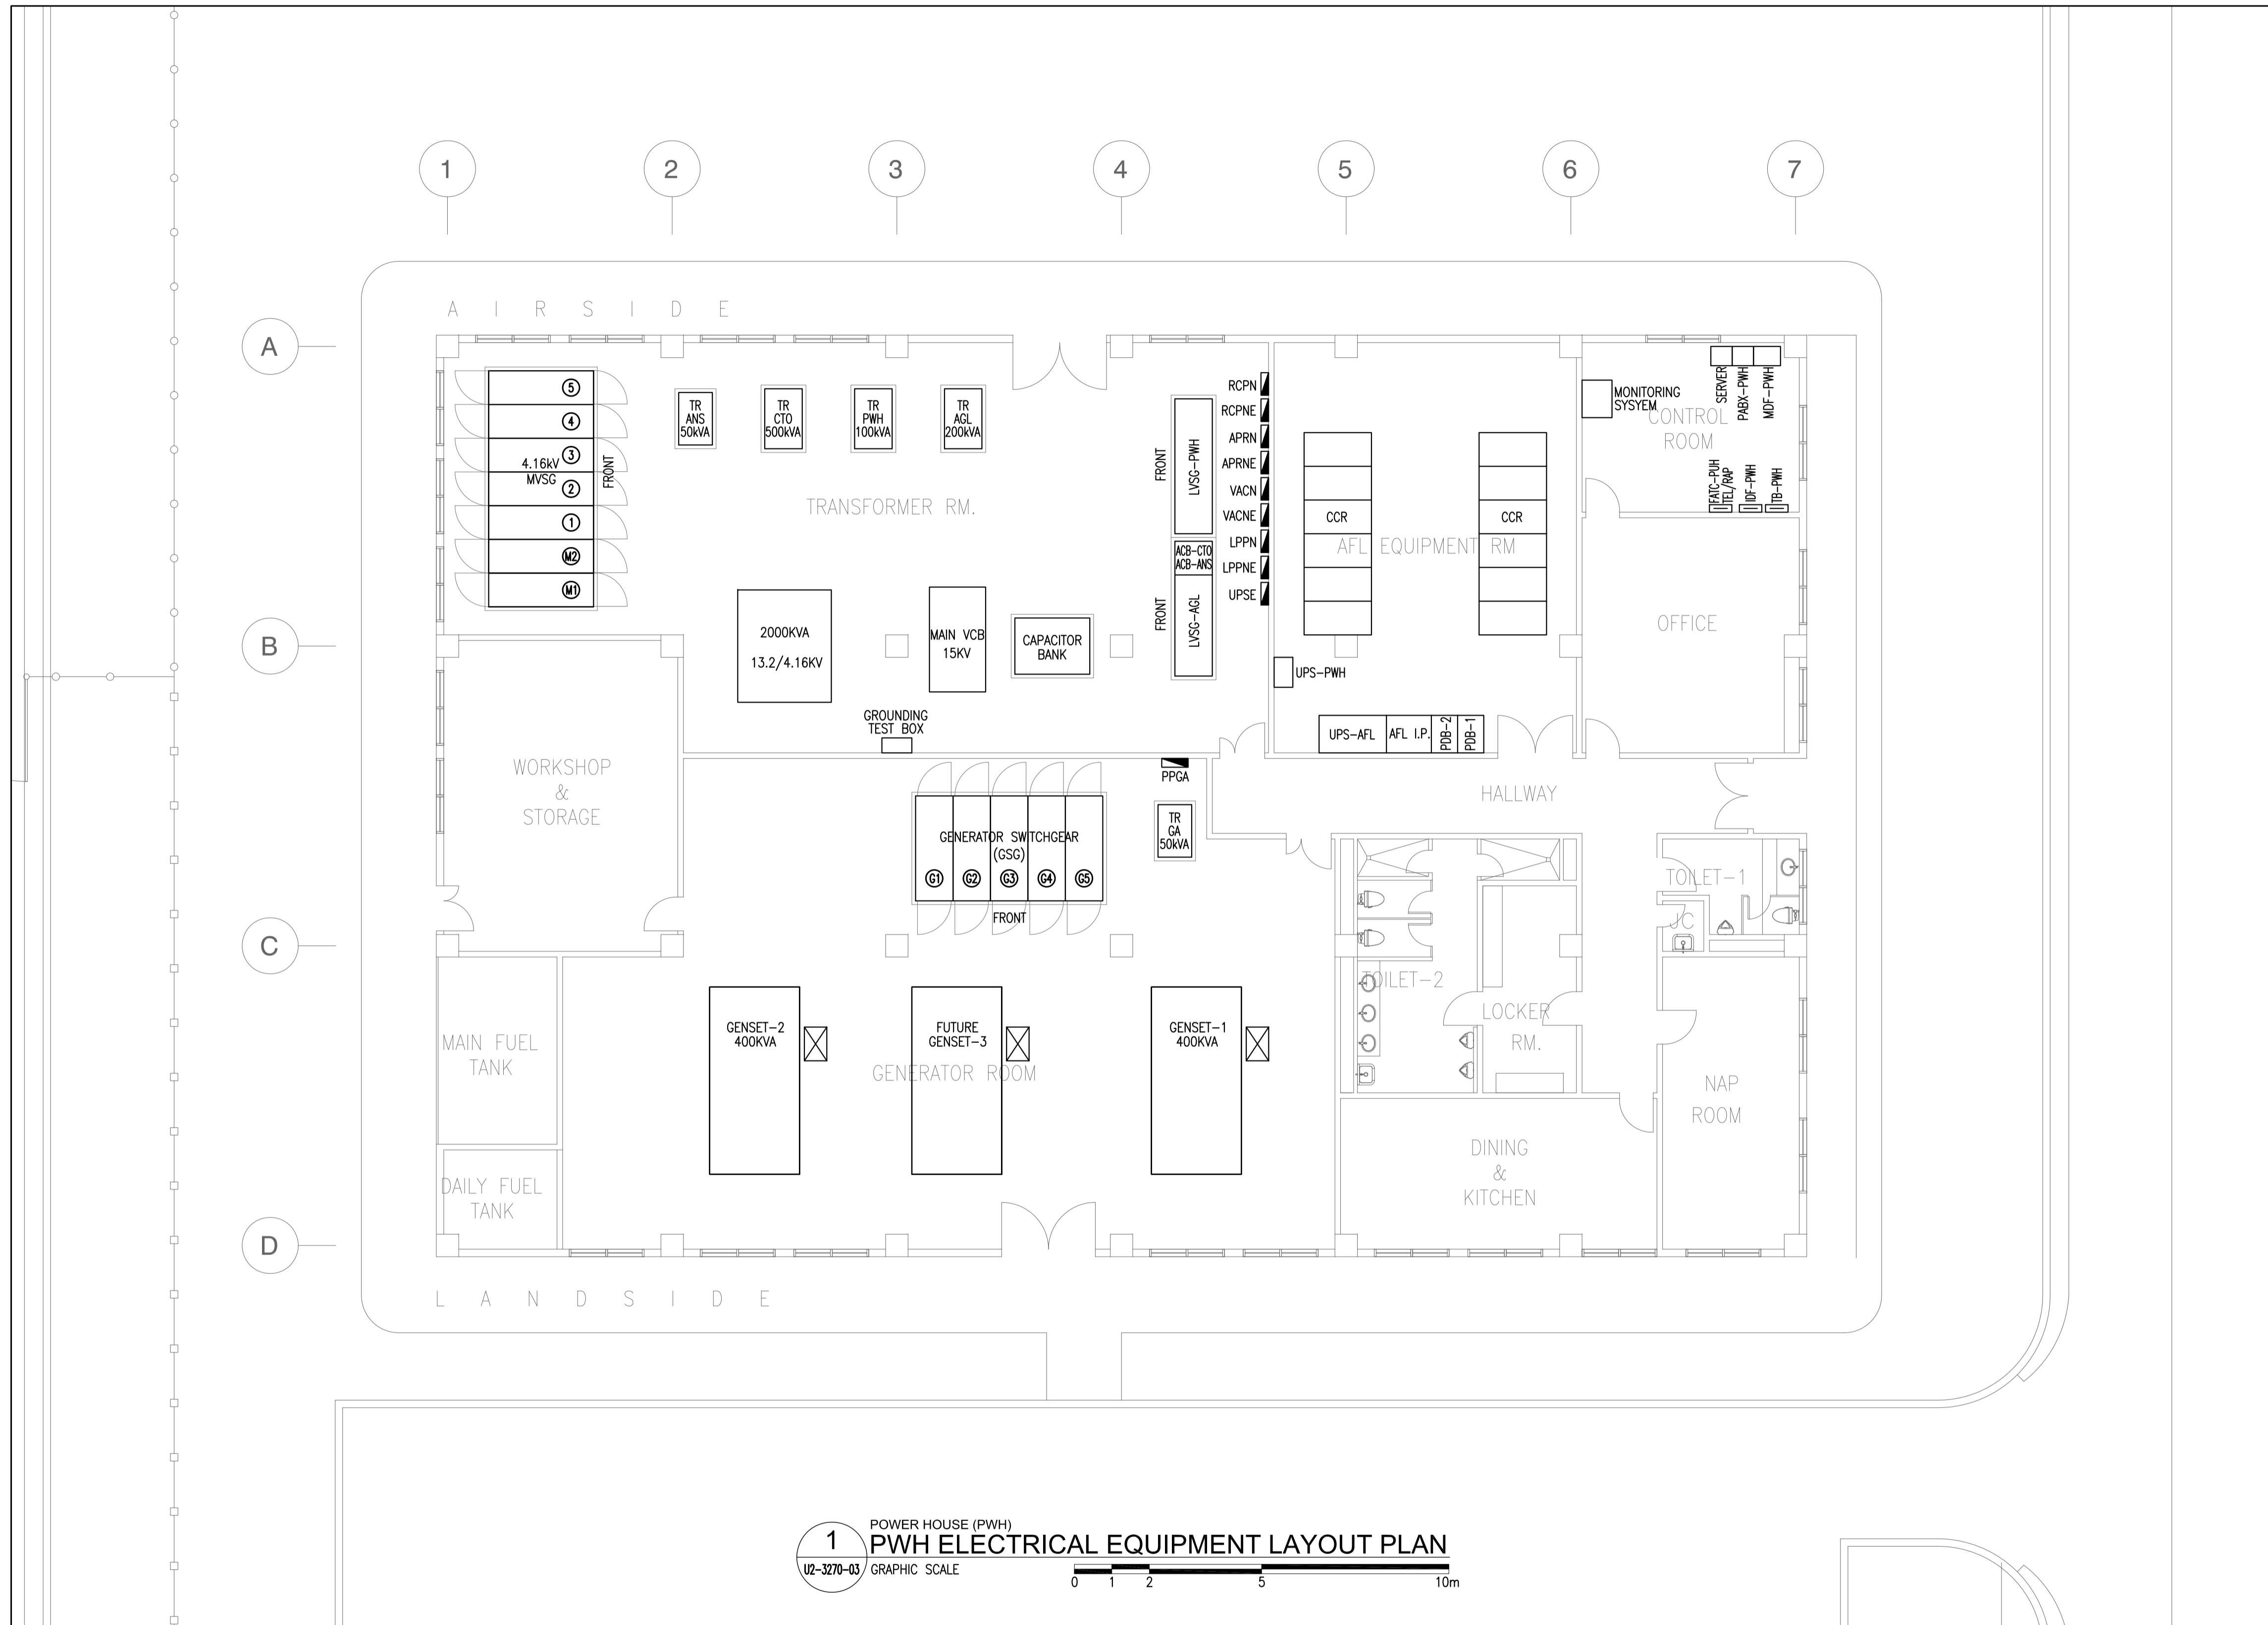 1
2
3
4
5
6
7
A
B
C
D
A I R S I D E
5
4
3
2
1
M2
M1
4.16kV
MVSG
FRONT
TR
ANS
50kVA
TR
CTO
500kVA
TR
PWH
100kVA
TR
AGL
200kVA
TRANSFORMER RM.
2000KVA
13.2/4.16KV
MAIN VCB
15KV
CAPACITOR
BANK
GROUNDING
TEST BOX
FRONT
LVSG-PWH
ACB-CTO
ACB-ANS
FRONT
LVSG-AGL
RCPN
RCPNE
APRN
APRNE
VACN
VACNE
LPPN
LPPNE
UPSE
CCR
CCR
AFL EQUIPMENT RM
UPS-PWH
UPS-AFL
AFL I.P.
PDB-2
PDB-1
MONITORING
SYSYEM
SERVER
PABX-PWH
MDF-PWH
CONTROL
ROOM
FATC-PUH
TEL/RAP
IDF-PWH
TB-PWH
OFFICE
WORKSHOP
&
STORAGE
GENERATOR SWITCHGEAR
(GSG)
G1
G2
G3
G4
G5
FRONT
PPGA
TR
GA
50kVA
HALLWAY
TOILET-1
JC
TOILET-2
LOCKER
RM.
NAP
ROOM
DINING
&
KITCHEN
MAIN FUEL
TANK
DAILY FUEL
TANK
GENSET-2
400KVA
FUTURE
GENSET-3
GENSET-1
400KVA
GENERATOR ROOM
L A N D S I D E
1
U2-3270-03
POWER HOUSE (PWH)
PWH ELECTRICAL EQUIPMENT LAYOUT PLAN
GRAPHIC SCALE
0 1 2 5 10m